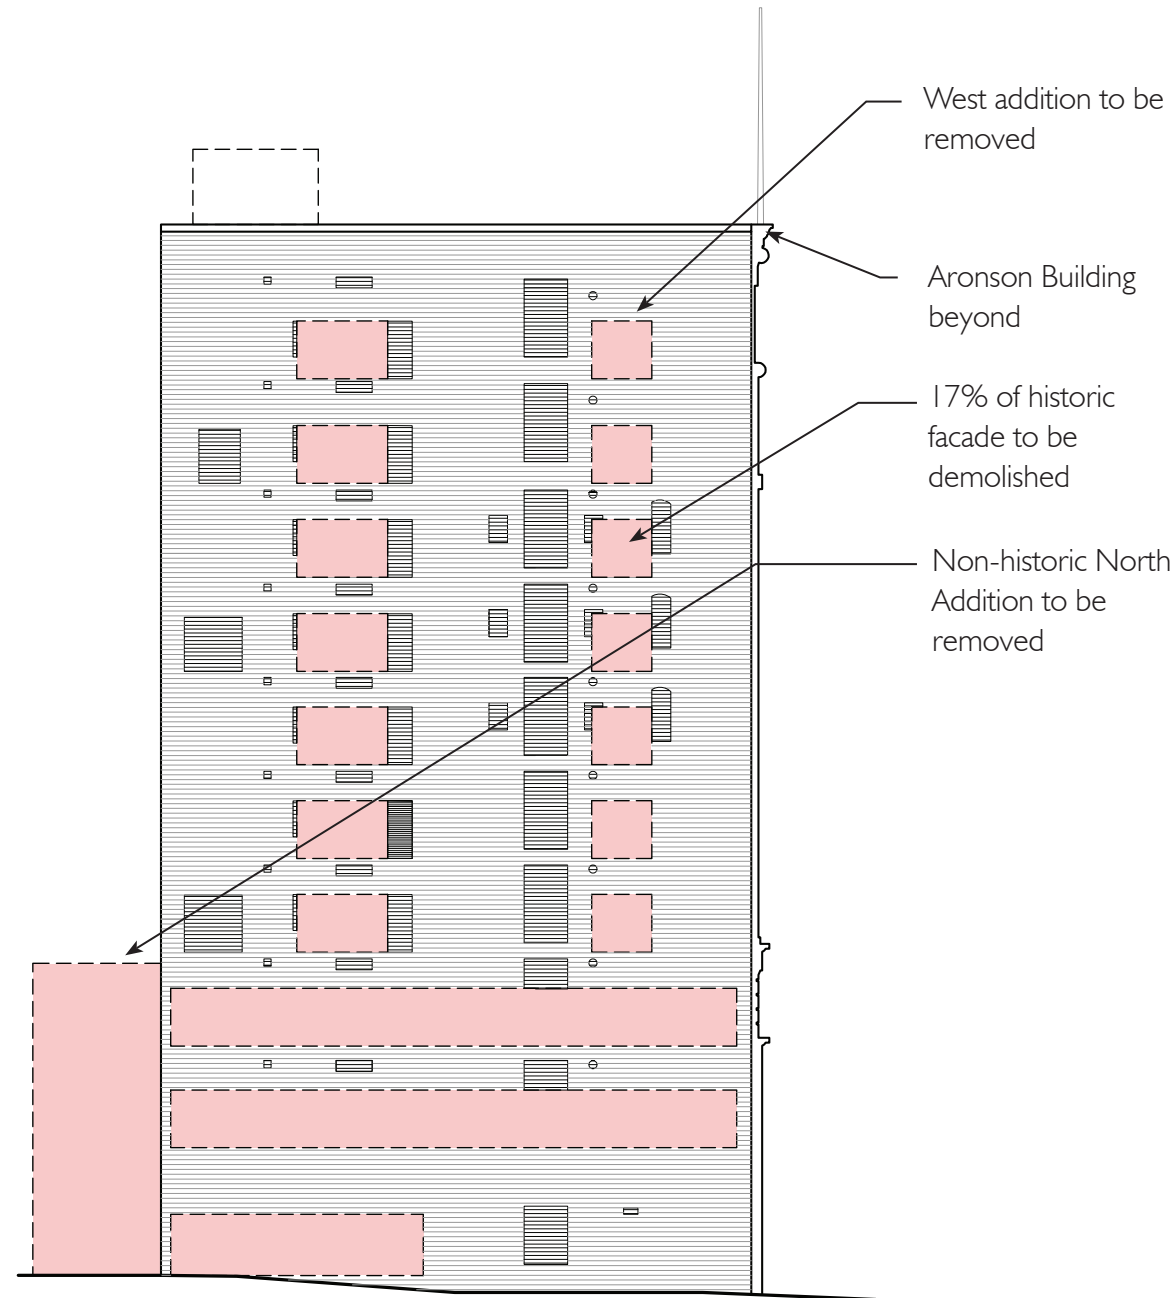 West addition to be
removed
Aronson Building
beyond
17% of historic
facade to be
demolished
Non-historic North
Addition to be
removed